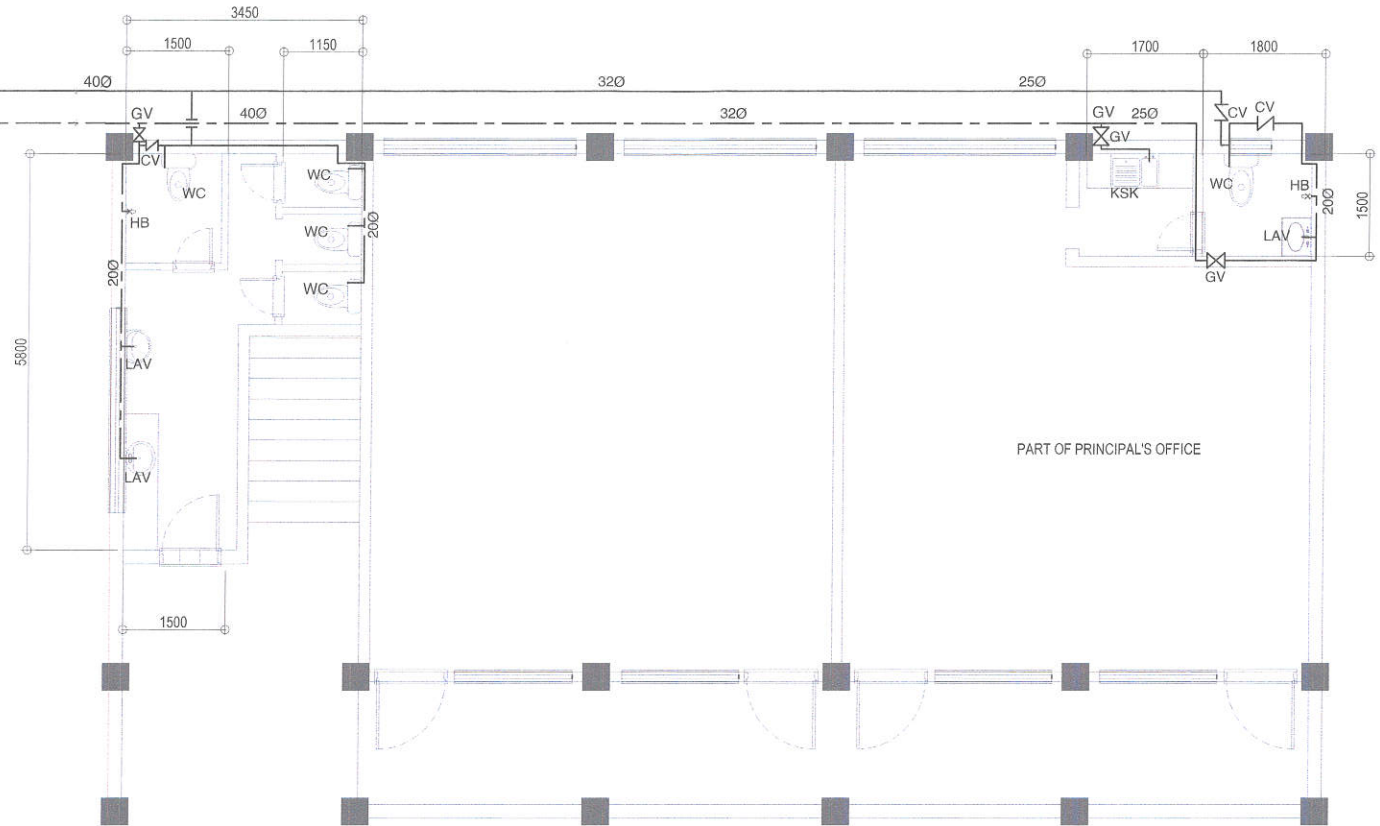 3450
1500
1150
1700
1800
40Ø
32Ø
25Ø
GV
40Ø
32Ø
GV
25Ø
CV
CV
GV
CV
WC
WC
KSK
WC
HB
20Ø
1500
HB
WC
20Ø
LAV
20Ø
WC
GV
5800
LAV
PART OF PRINCIPAL'S OFFICE
LAV
1500